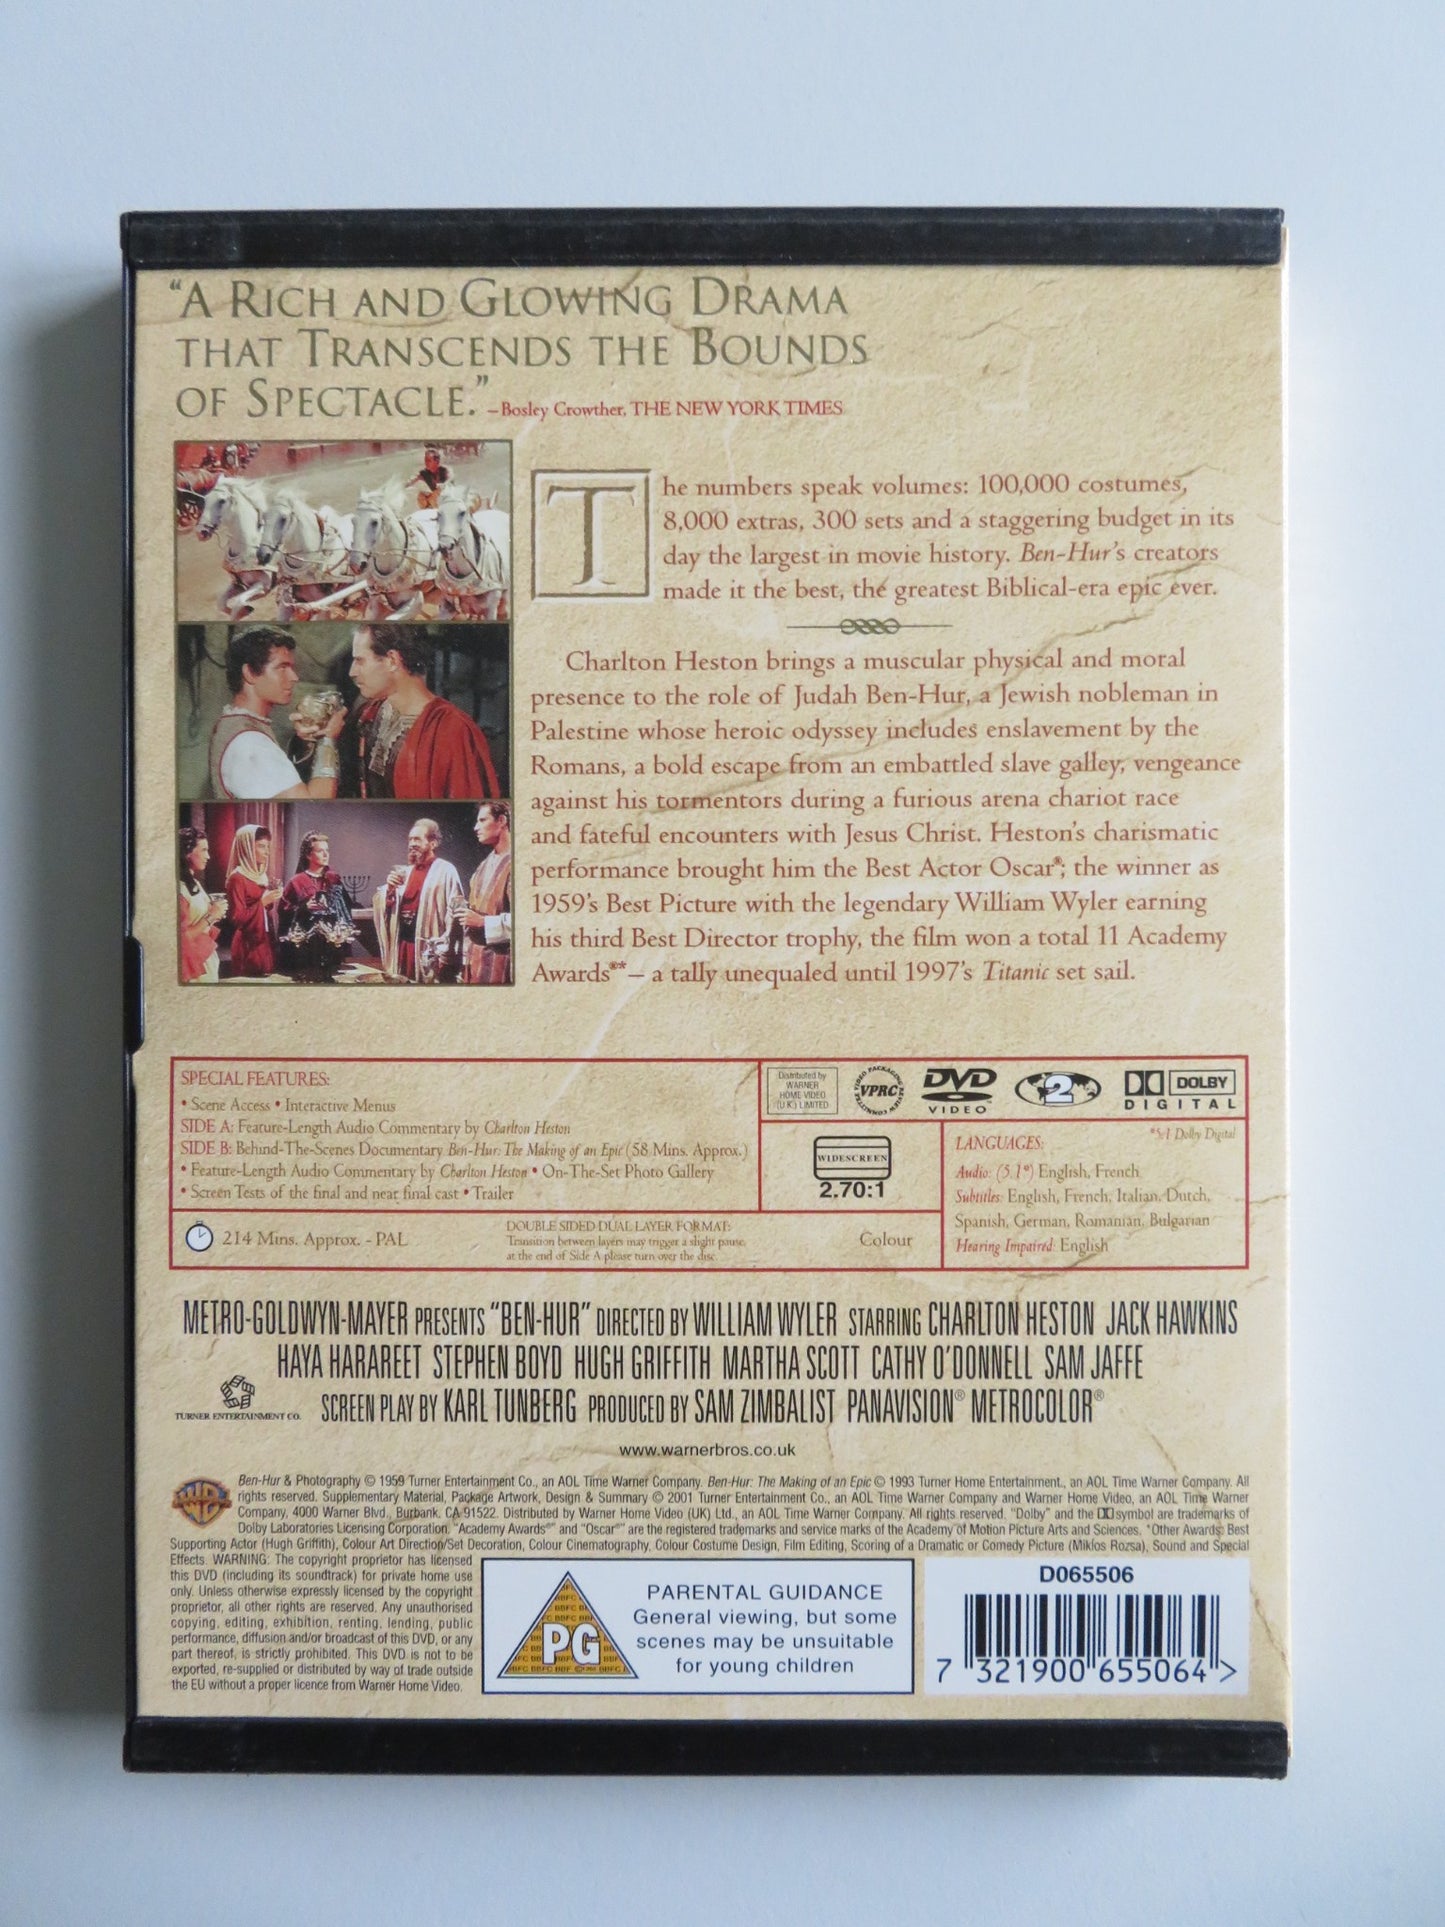 “A Rich and Glowing Drama
that Transcends the Bounds
of Spectacle.” –Bosley Crowther, THE NEW YORK TIMES
The numbers speak volumes: 100,000 costumes,
8,000 extras, 300 sets and a staggering budget in its
day the largest in movie history. Ben-Hur’s creators
made it the best, the greatest Biblical-era epic ever.
Charlton Heston brings a muscular physical and moral
presence to the role of Judah Ben-Hur, a Jewish nobleman in
Palestine whose heroic odyssey includes enslavement by the
Romans, a bold escape from an embattled slave galley, vengeance
against his tormentors during a furious arena chariot race
and fateful encounters with Jesus Christ. Heston’s charismatic
performance brought him the Best Actor Oscar®; the winner as
1959’s Best Picture with the legendary William Wyler earning
his third Best Director trophy, the film won a total 11 Academy
Awards®* – a tally unequaled until 1997’s Titanic set sail.
SPECIAL FEATURES:
• Scene Access • Interactive Menus
SIDE A: Feature-Length Audio Commentary by Charlton Heston
SIDE B: Behind-The-Scenes Documentary Ben-Hur: The Making of an Epic (58 Mins. Approx.)
• Feature-Length Audio Commentary by Charlton Heston • On-The-Set Photo Gallery
• Screen Tests of the final and near final cast • Trailer
214 Mins. Approx. - PAL
DOUBLE SIDED DUAL LAYER FORMAT:
Transition between layers may trigger a slight pause,
at the end of Side A please turn over the disc.
Colour
Distributed by
WARNER
HOME VIDEO
(U.K.) LIMITED
VIDEO PACKAGING REVIEW COMMITTEE
VPRC
DVD
VIDEO
2
DOLBY
DIGITAL
*5.1 Dolby Digital
WIDESCREEN
2.70:1
LANGUAGES:
Audio: (5.1*) English, French
Subtitles: English, French, Italian, Dutch,
Spanish, German, Romanian, Bulgarian
Hearing Impaired: English
METRO-GOLDWYN-MAYER PRESENTS “BEN-HUR” DIRECTED BY WILLIAM WYLER STARRING CHARLTON HESTON JACK HAWKINS
HAYA HARAREET STEPHEN BOYD HUGH GRIFFITH MARTHA SCOTT CATHY O’DONNELL SAM JAFFE
SCREEN PLAY BY KARL TUNBERG PRODUCED BY SAM ZIMBALIST PANAVISION® METROCOLOR®
TURNER ENTERTAINMENT CO.
www.warnerbros.co.uk
WB
Ben-Hur & Photography © 1959 Turner Entertainment Co., an AOL Time Warner Company. Ben-Hur: The Making of an Epic © 1993 Turner Home Entertainment., an AOL Time Warner Company. All
rights reserved. Supplementary Material, Package Artwork, Design & Summary © 2001 Turner Entertainment Co., an AOL Time Warner Company and Warner Home Video, an AOL Time Warner
Company, 4000 Warner Blvd., Burbank. CA 91522. Distributed by Warner Home Video (UK) Ltd., an AOL Time Warner Company. All rights reserved. “Dolby” and the symbol are trademarks of
Dolby Laboratories Licensing Corporation. “Academy Awards®” and “Oscar®” are the registered trademarks and service marks of the Academy of Motion Picture Arts and Sciences. *Other Awards: Best
Supporting Actor (Hugh Griffith), Colour Art Direction/Set Decoration, Colour Cinematography, Colour Costume Design, Film Editing, Scoring of a Dramatic or Comedy Picture (Miklos Rozsa), Sound and Special
Effects. WARNING: The copyright proprietor has licensed
this DVD (including its soundtrack) for private home use
only. Unless otherwise expressly licensed by the copyright
proprietor, all other rights are reserved. Any unauthorised
copying, editing, exhibition, renting, lending, public
performance, diffusion and/or broadcast of this DVD, or any
part thereof, is strictly prohibited. This DVD is not to be
exported, re-supplied or distributed by way of trade outside
the EU without a proper licence from Warner Home Video.
PG
PARENTAL GUIDANCE
General viewing, but some
scenes may be unsuitable
for young children
D065506
7 321900 655064 >